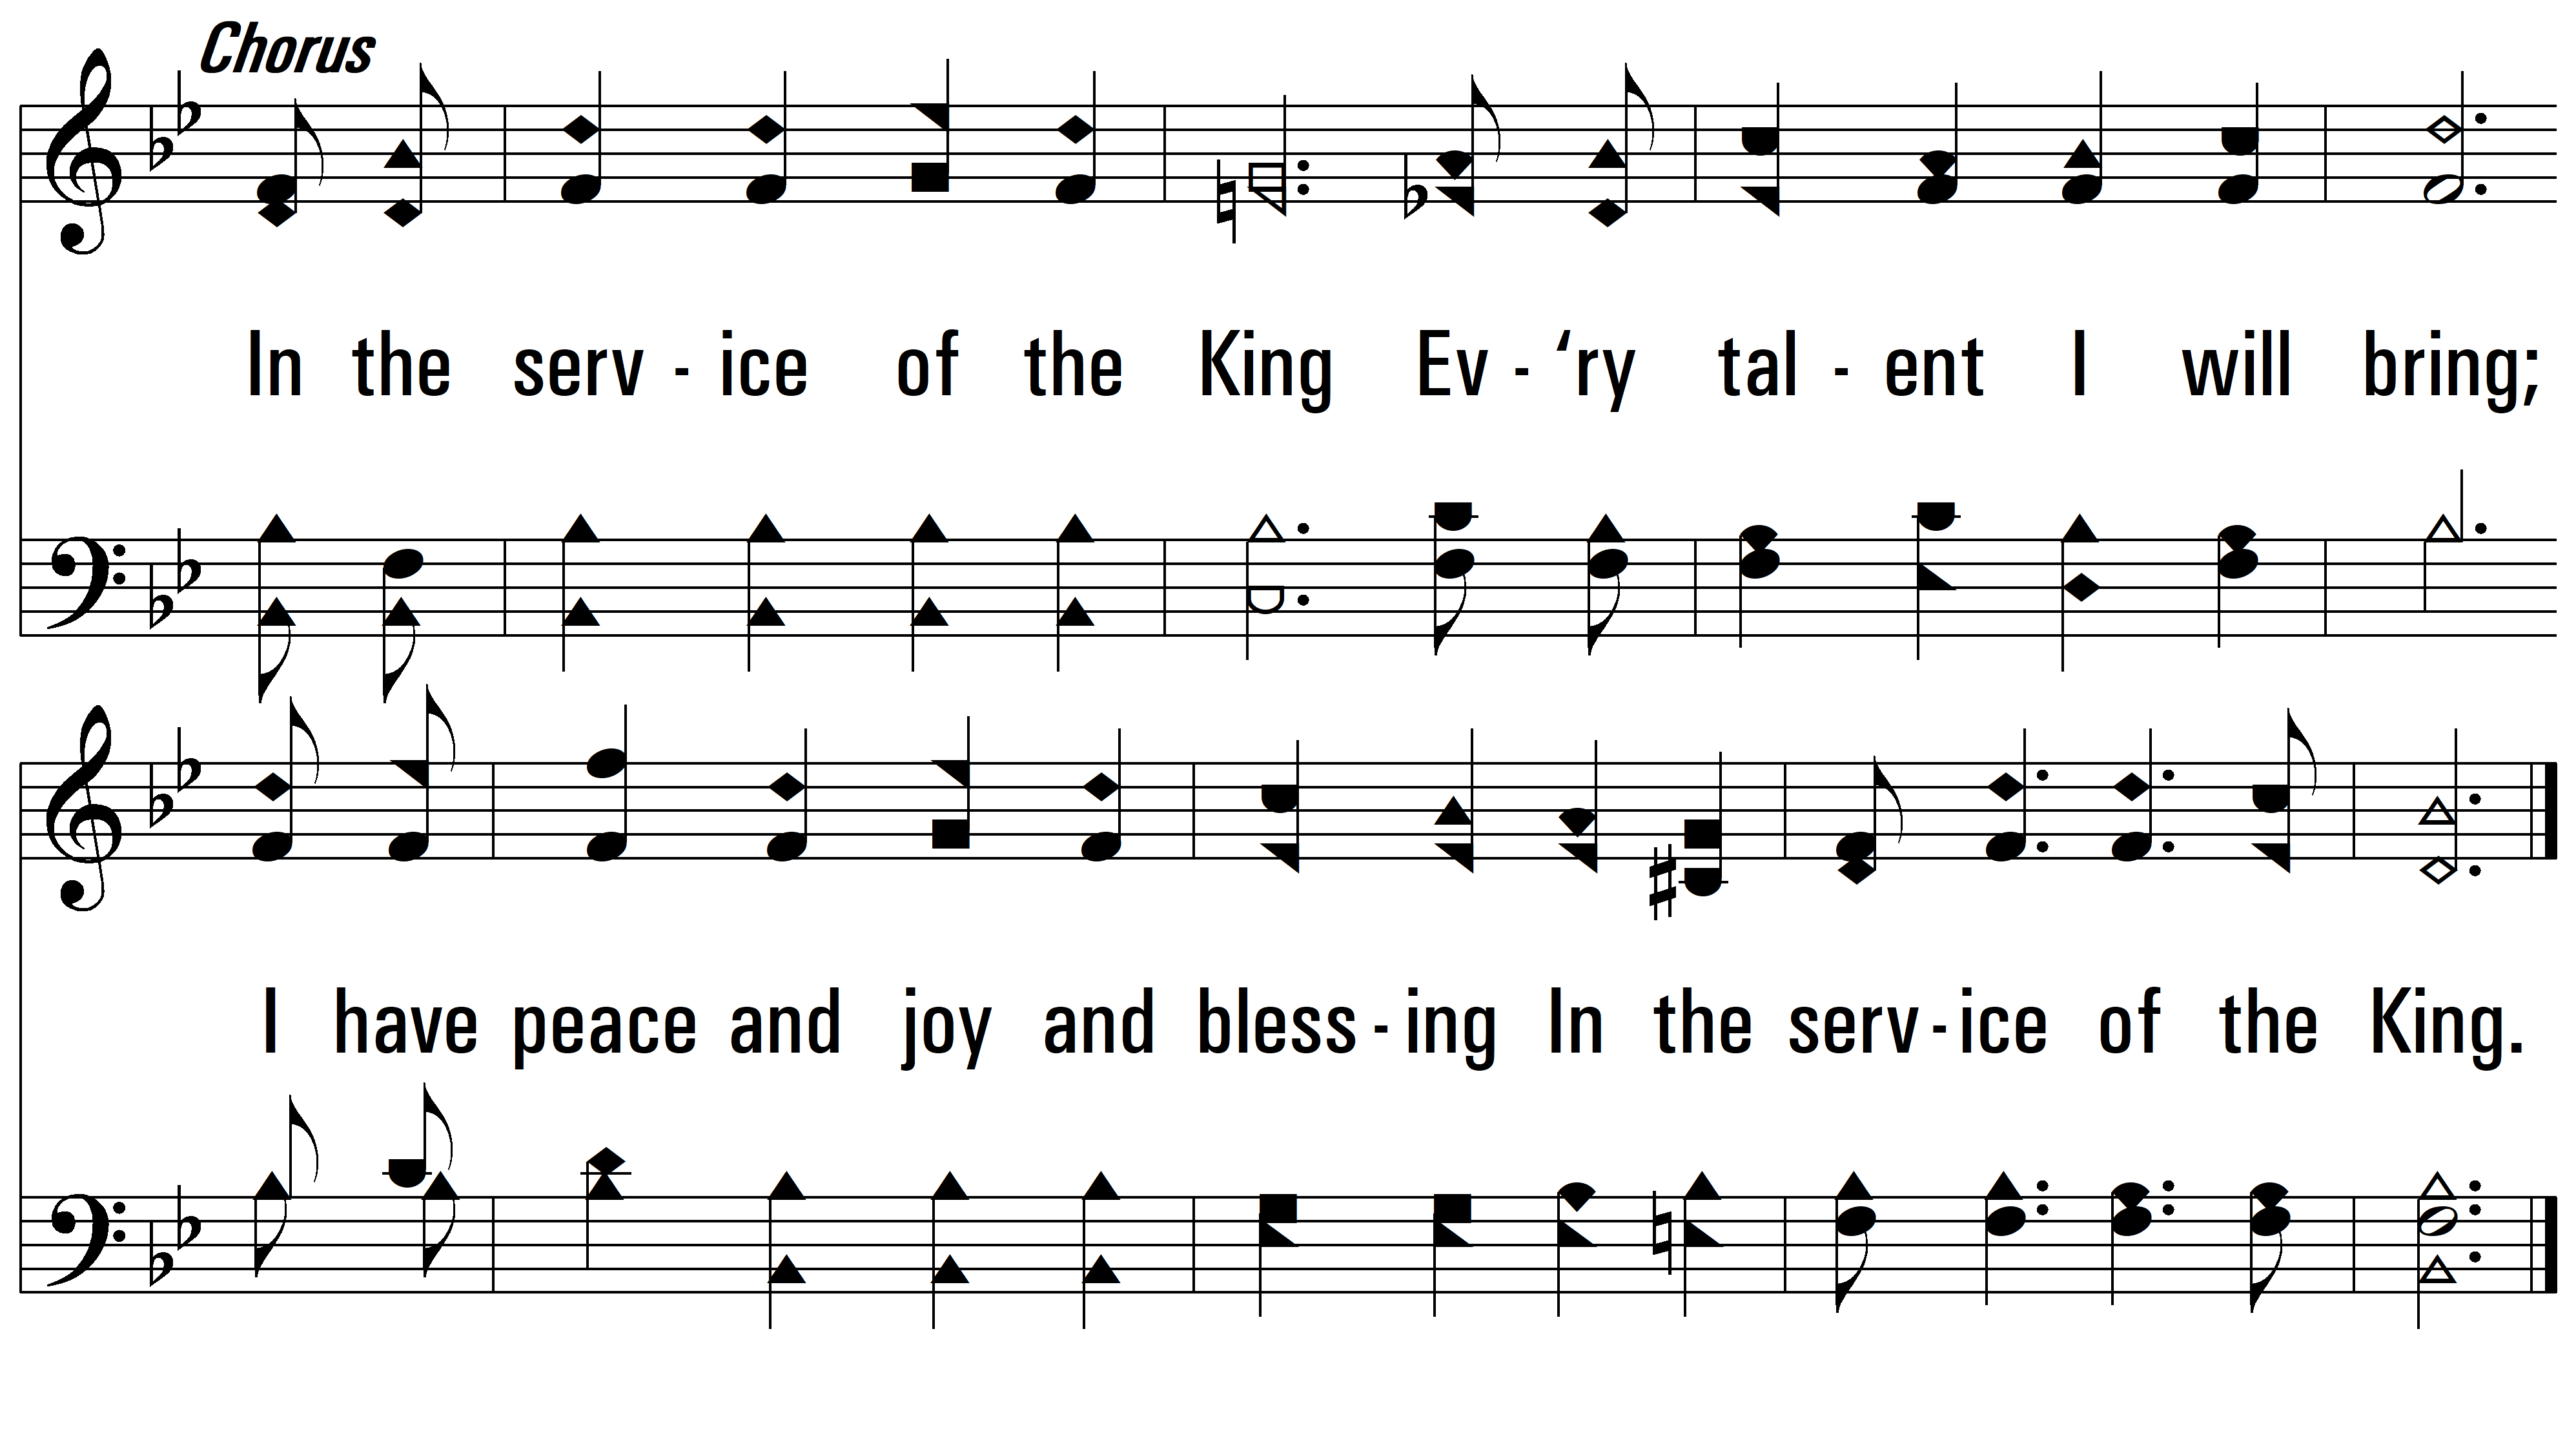 Chorus
In the serv - ice of the King Ev - ‘ry tal - ent I will bring;
I have peace and joy and bless - ing In the serv - ice of the King.